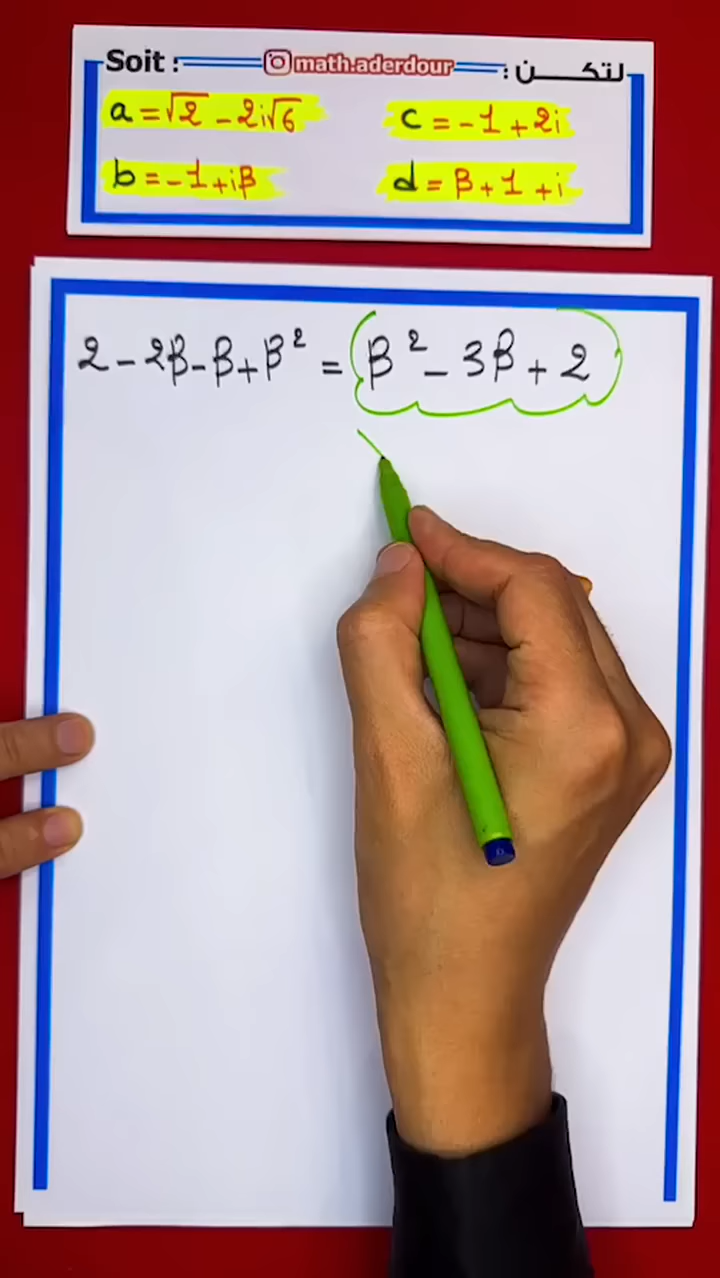 Soit : math.aderdour لتكن :
a = √2 - 2i√6 c = -1 + 2i
b = -1 + iβ d = β + 1 + i
2 - 2β - β + β² = β² - 3β + 2